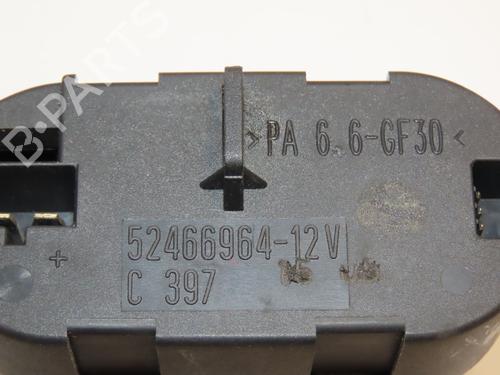 B-PARTS
>PA 6.6-GF30<
52466964-12V
C 397
+